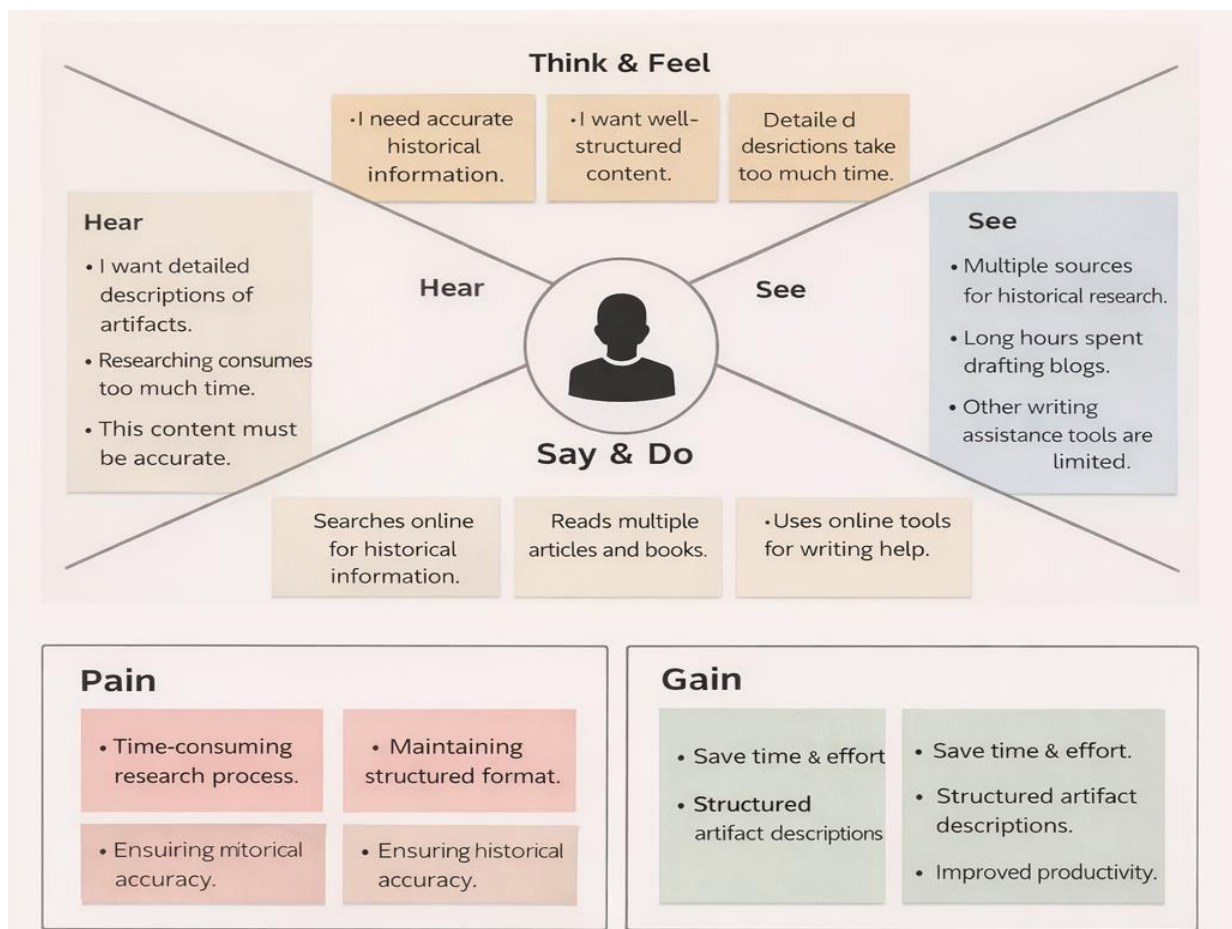 Think & Feel
•I need accurate
historical
information.
•I want well-
structured
content.
Detaile d
desrictions take
too much time.
Hear
• I want detailed
descriptions of
artifacts.
• Researching consumes
too much time.
• This content must
be accurate.
Hear
See
See
• Multiple sources
for historical research.
• Long hours spent
drafting blogs.
• Other writing
assistance tools are
limited.
Say & Do
Searches online
for historical
information.
Reads multiple
articles and books.
•Uses online tools
for writing help.
Pain
• Time-consuming
research process.
• Maintaining
structured format.
• Ensuiring mitorical
accuracy.
• Ensuring historical
accuracy.
Gain
• Save time & effort
• Structured
artifact descriptions
• Save time & effort.
• Structured artifact
descriptions.
• Improved productivity.